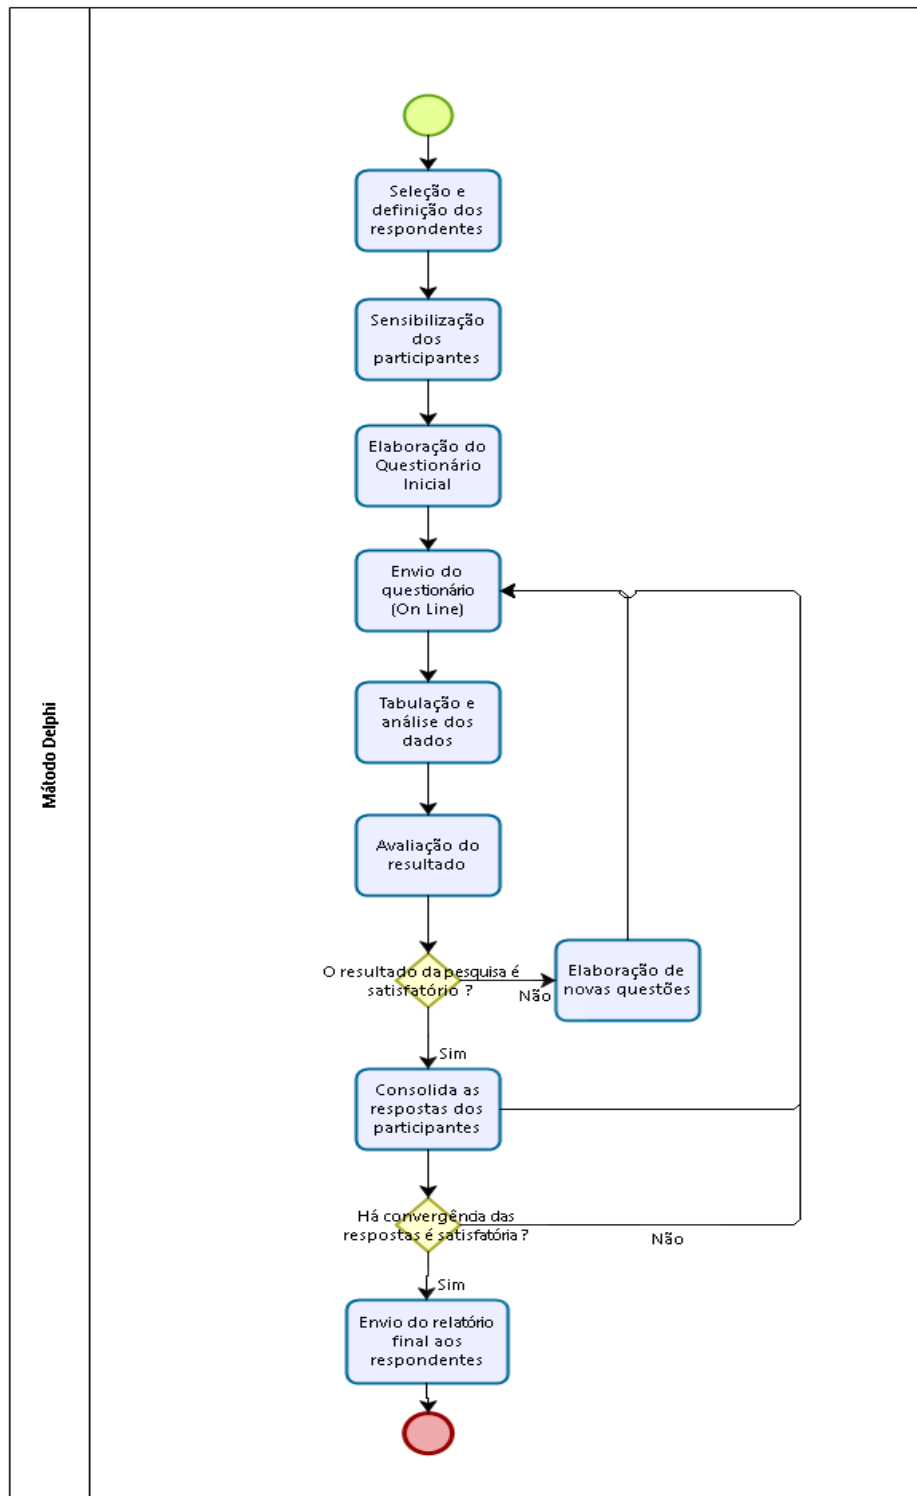 Mátodo Delphi
Seleção e
definição dos
respondentes
Sensibilização
dos
participantes
Elaboração do
Questionário
Inicial
Envio do
questionário
(On Line)
Tabulação e
análise dos
dados
Avaliação do
resultado
O resultado da pesquisa é
satisfatório ?
Não
Elaboração de
novas questões
Sim
Consolida as
respostas dos
participantes
Há convergência das
respostas é satisfatória ?
Não
Sim
Envio do relatório
final aos
respondentes